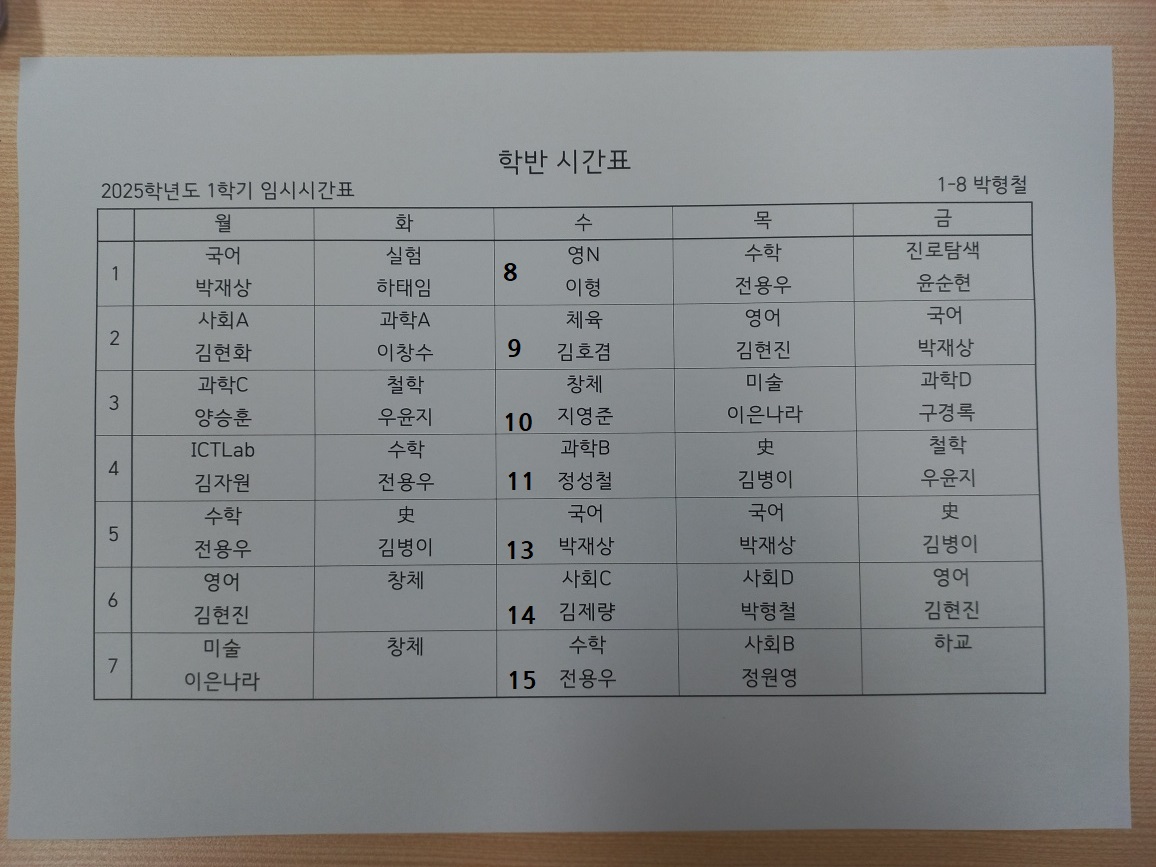 학반 시간표
2025학년도 1학기 임시시간표 1-8 박형철
월 화 수 목 금
1 국어 실험 8 영N 수학 진로탐색
박재상 하태임 이형 전용우 윤순현
2 사회A 과학A 체육 영어 국어
김현화 이창수 9 김호겸 김현진 박재상
3 과학C 철학 창체 미술 과학D
양승훈 우윤지 10 지영준 이은나라 구경록
4 ICTLab 수학 과학B 史 철학
김자원 전용우 11 정성철 김병이 우윤지
5 수학 史 국어 국어 史
전용우 김병이 13 박재상 박재상 김병이
6 영어 창체 사회C 사회D 영어
김현진 14 김제량 박형철 김현진
7 미술 창체 수학 사회B 하교
이은나라 15 전용우 정원영